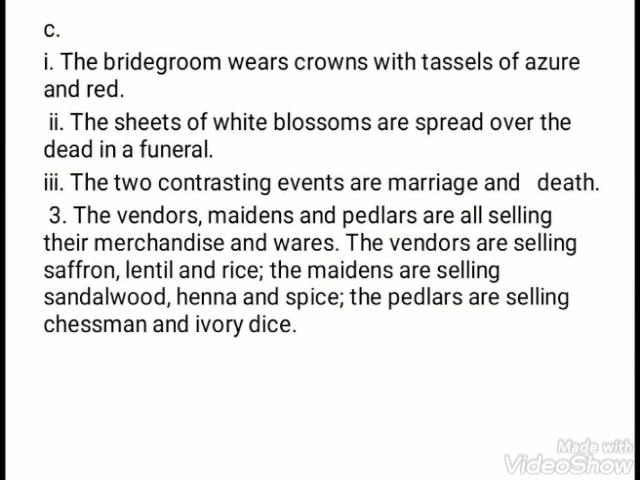 c.
i. The bridegroom wears crowns with tassels of azure
and red.
ii. The sheets of white blossoms are spread over the
dead in a funeral.
iii. The two contrasting events are marriage and death.
3. The vendors, maidens and pedlars are all selling
their merchandise and wares. The vendors are selling
saffron, lentil and rice; the maidens are selling
sandalwood, henna and spice; the pedlars are selling
chessman and ivory dice.
Made with
VideoShow